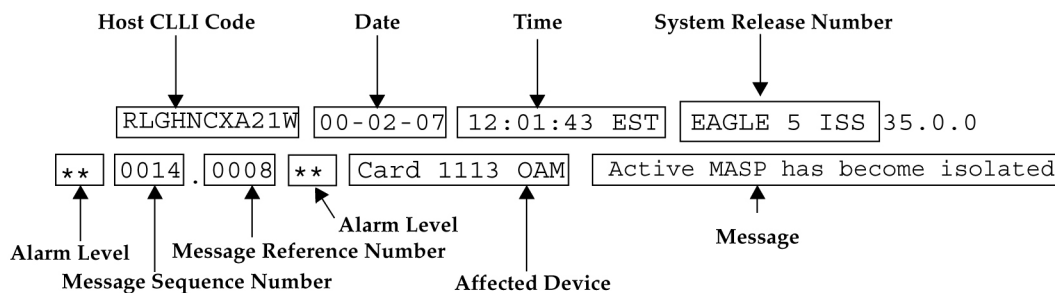 Host CLLI Code Date Time System Release Number
RLGHNCXA21W 00-02-07 12:01:43 EST EAGLE 5 ISS 35.0.0
** 0014 . 0008 ** Card 1113 OAM Active MASP has become isolated
Alarm Level
Alarm Level Message Reference Number Message
Message Sequence Number Affected Device